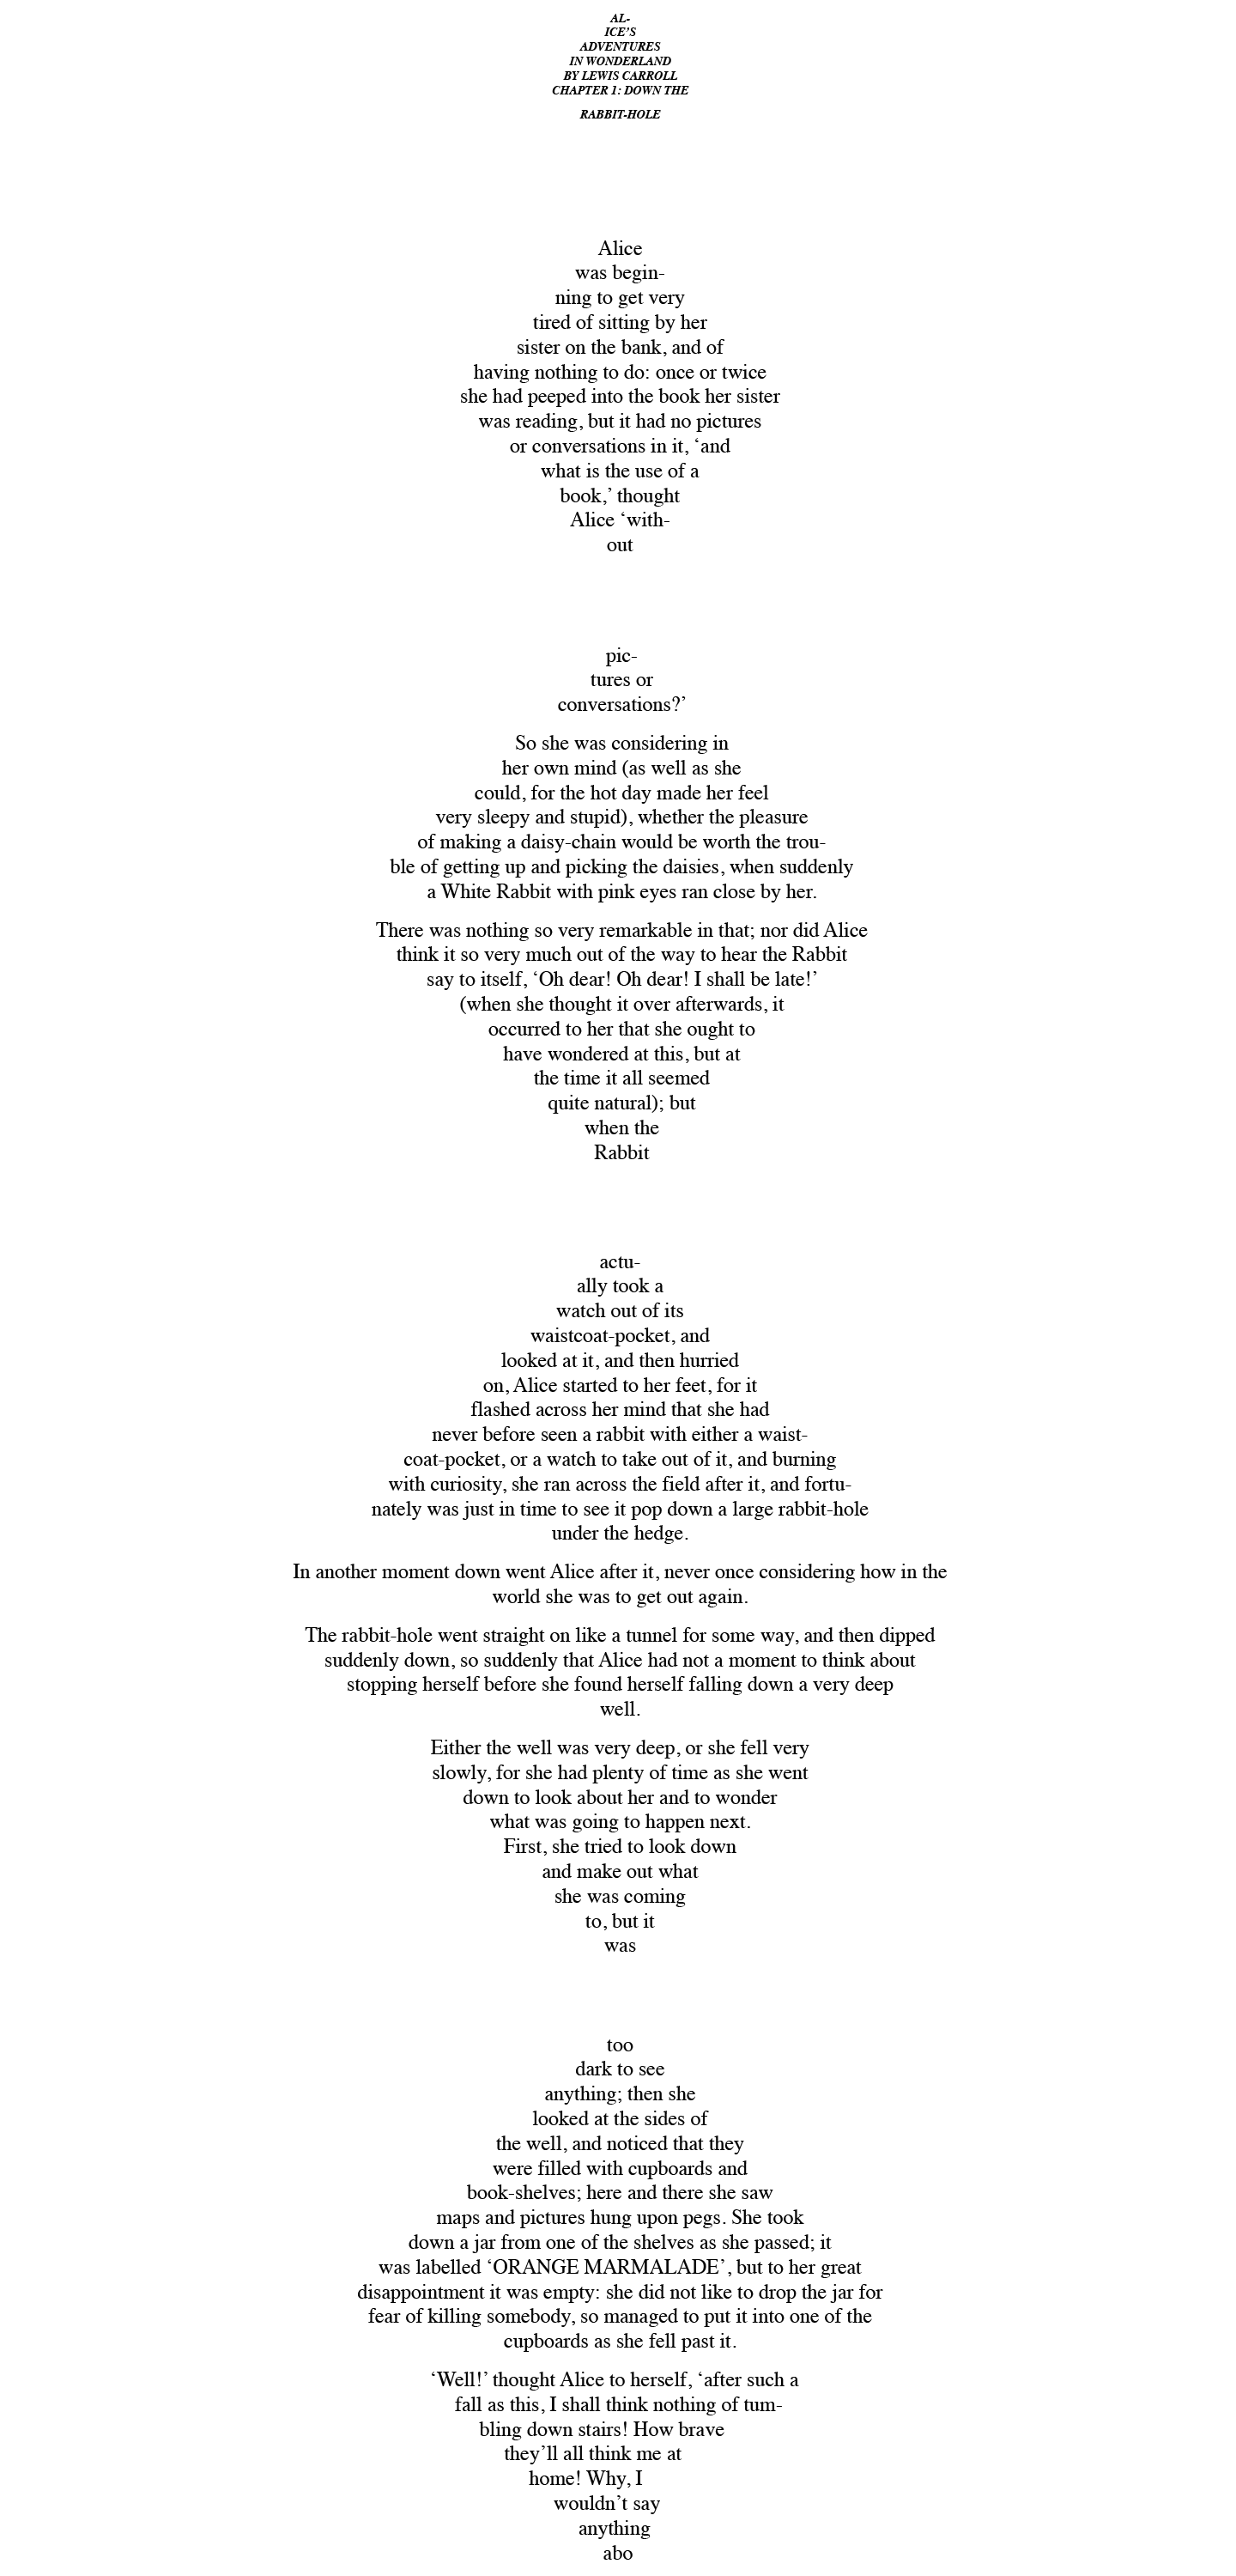 AL-
ICE’S
ADVENTURES
IN WONDERLAND
BY LEWIS CARROLL
CHAPTER 1: DOWN THE
RABBIT-HOLE
Alice
was begin-
ning to get very
tired of sitting by her
sister on the bank, and of
having nothing to do: once or twice
she had peeped into the book her sister
was reading, but it had no pictures
or conversations in it, ‘and
what is the use of a
book,’ thought
Alice ‘with-
out
pic-
tures or
conversations?’
So she was considering in
her own mind (as well as she
could, for the hot day made her feel
very sleepy and stupid), whether the pleasure
of making a daisy-chain would be worth the trou-
ble of getting up and picking the daisies, when suddenly
a White Rabbit with pink eyes ran close by her.
There was nothing so very remarkable in that; nor did Alice
think it so very much out of the way to hear the Rabbit
say to itself, ‘Oh dear! Oh dear! I shall be late!’
(when she thought it over afterwards, it
occurred to her that she ought to
have wondered at this, but at
the time it all seemed
quite natural); but
when the
Rabbit
actu-
ally took a
watch out of its
waistcoat-pocket, and
looked at it, and then hurried
on, Alice started to her feet, for it
flashed across her mind that she had
never before seen a rabbit with either a waist-
coat-pocket, or a watch to take out of it, and burning
with curiosity, she ran across the field after it, and fortu-
nately was just in time to see it pop down a large rabbit-hole
under the hedge.
In another moment down went Alice after it, never once considering how in the
world she was to get out again.
The rabbit-hole went straight on like a tunnel for some way, and then dipped
suddenly down, so suddenly that Alice had not a moment to think about
stopping herself before she found herself falling down a very deep
well.
Either the well was very deep, or she fell very
slowly, for she had plenty of time as she went
down to look about her and to wonder
what was going to happen next.
First, she tried to look down
and make out what
she was coming
to, but it
was
too
dark to see
anything; then she
looked at the sides of
the well, and noticed that they
were filled with cupboards and
book-shelves; here and there she saw
maps and pictures hung upon pegs. She took
down a jar from one of the shelves as she passed; it
was labelled ‘ORANGE MARMALADE’, but to her great
disappointment it was empty: she did not like to drop the jar for
fear of killing somebody, so managed to put it into one of the
cupboards as she fell past it.
‘Well!’ thought Alice to herself, ‘after such a
fall as this, I shall think nothing of tum-
bling down stairs! How brave
they’ll all think me at
home! Why, I
wouldn’t say
anything
abo